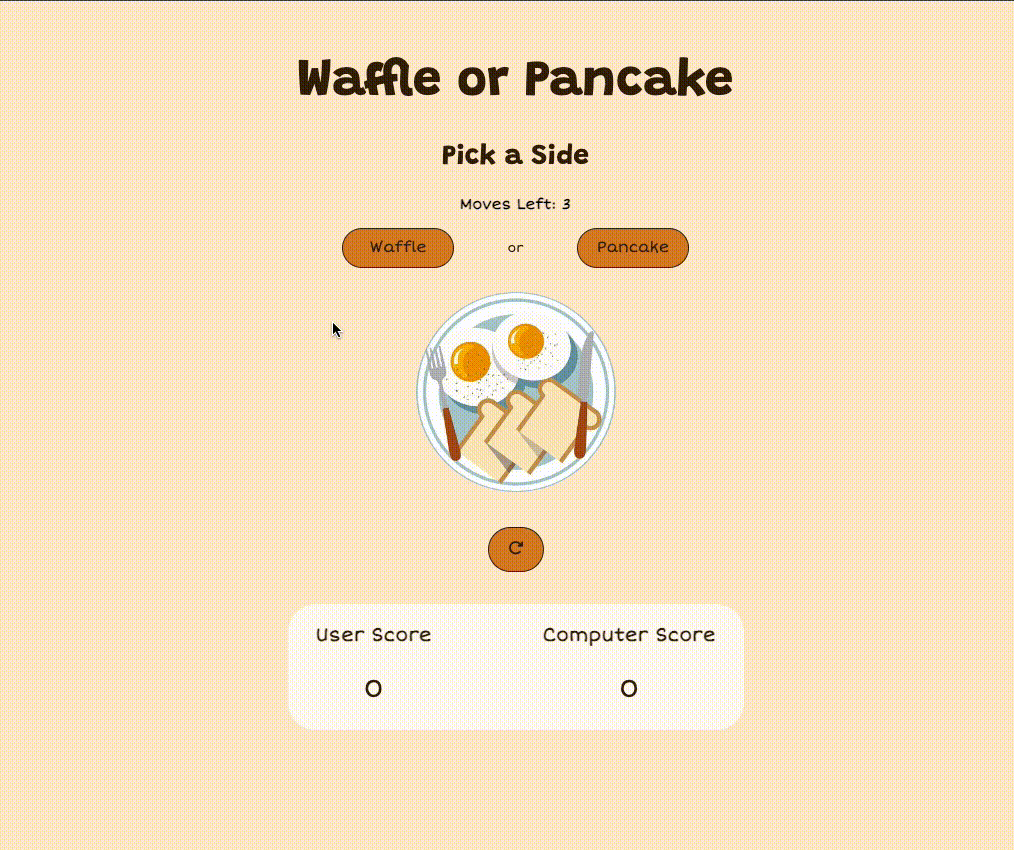 Waffle or Pancake
Pick a Side
Moves Left: 3
Waffle or Pancake
User Score Computer Score
0 0